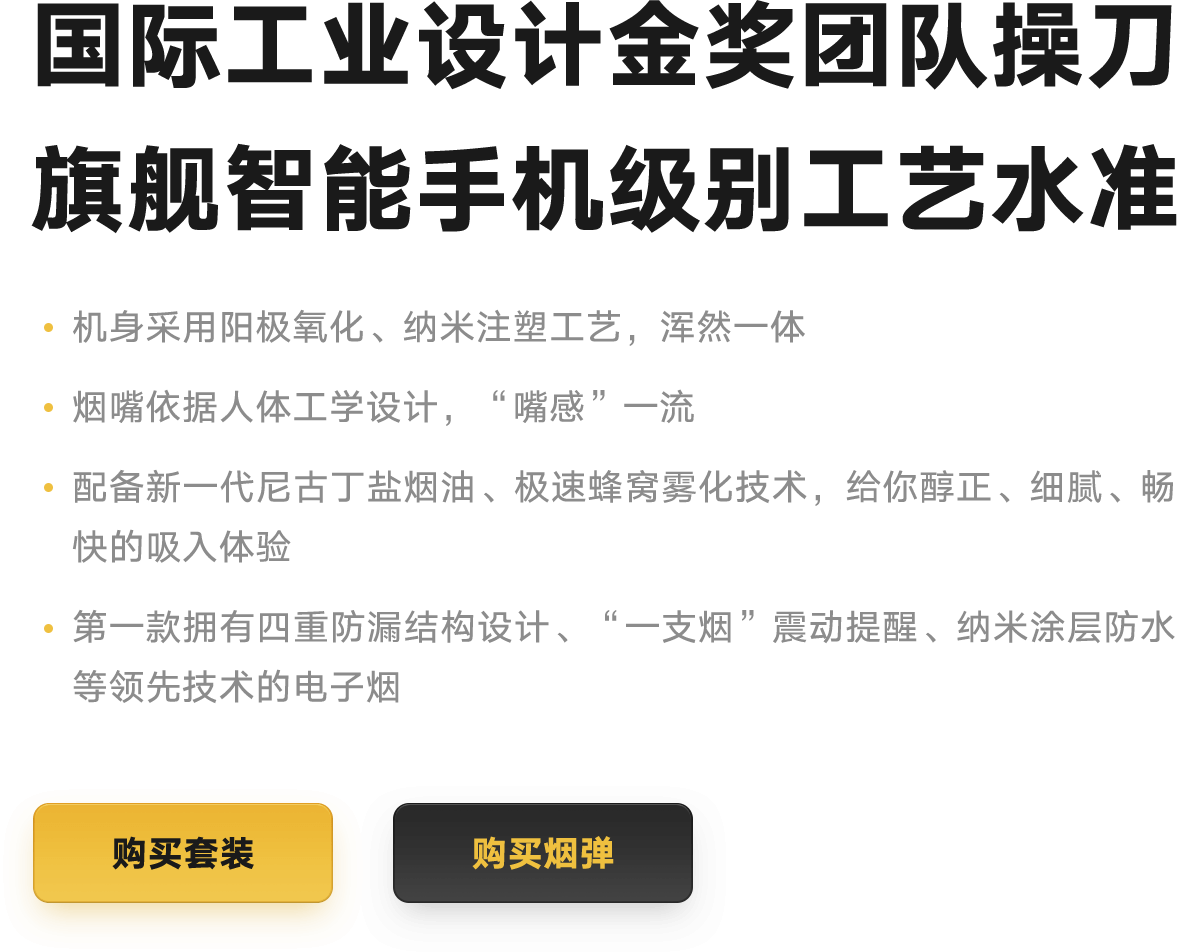 国际工业设计金奖团队操刀
旗舰智能手机级别工艺水准
• 机身采用阳极氧化、纳米注塑工艺，浑然一体
• 烟嘴依据人体工学设计，“嘴感”一流
• 配备新一代尼古丁盐烟油、极速蜂窝雾化技术，给你醇正、细腻、畅
快的吸入体验
• 第一款拥有四重防漏结构设计、“一支烟”震动提醒、纳米涂层防水
等领先技术的电子烟
购买套装
购买烟弹